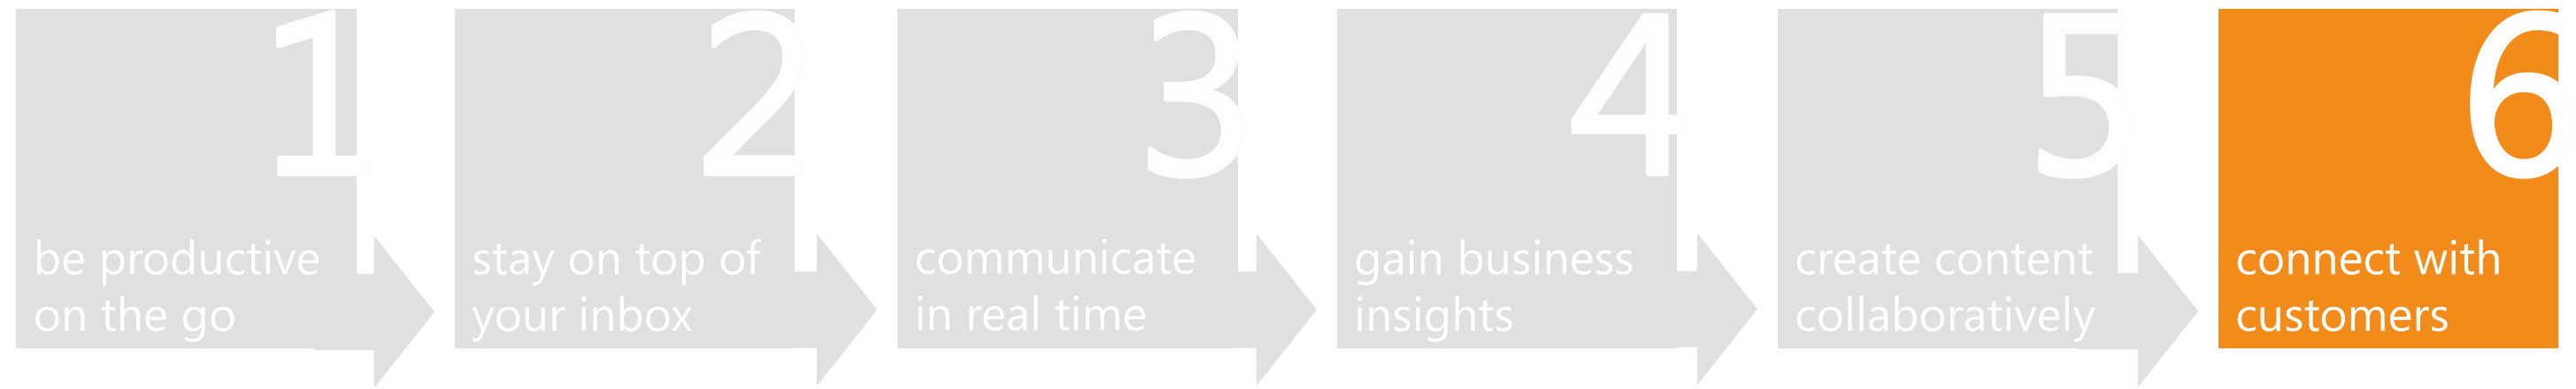 1
be productive
on the go
2
stay on top of
your inbox
3
communicate
in real time
4
gain business
insights
5
create content
collaboratively
6
connect with
customers